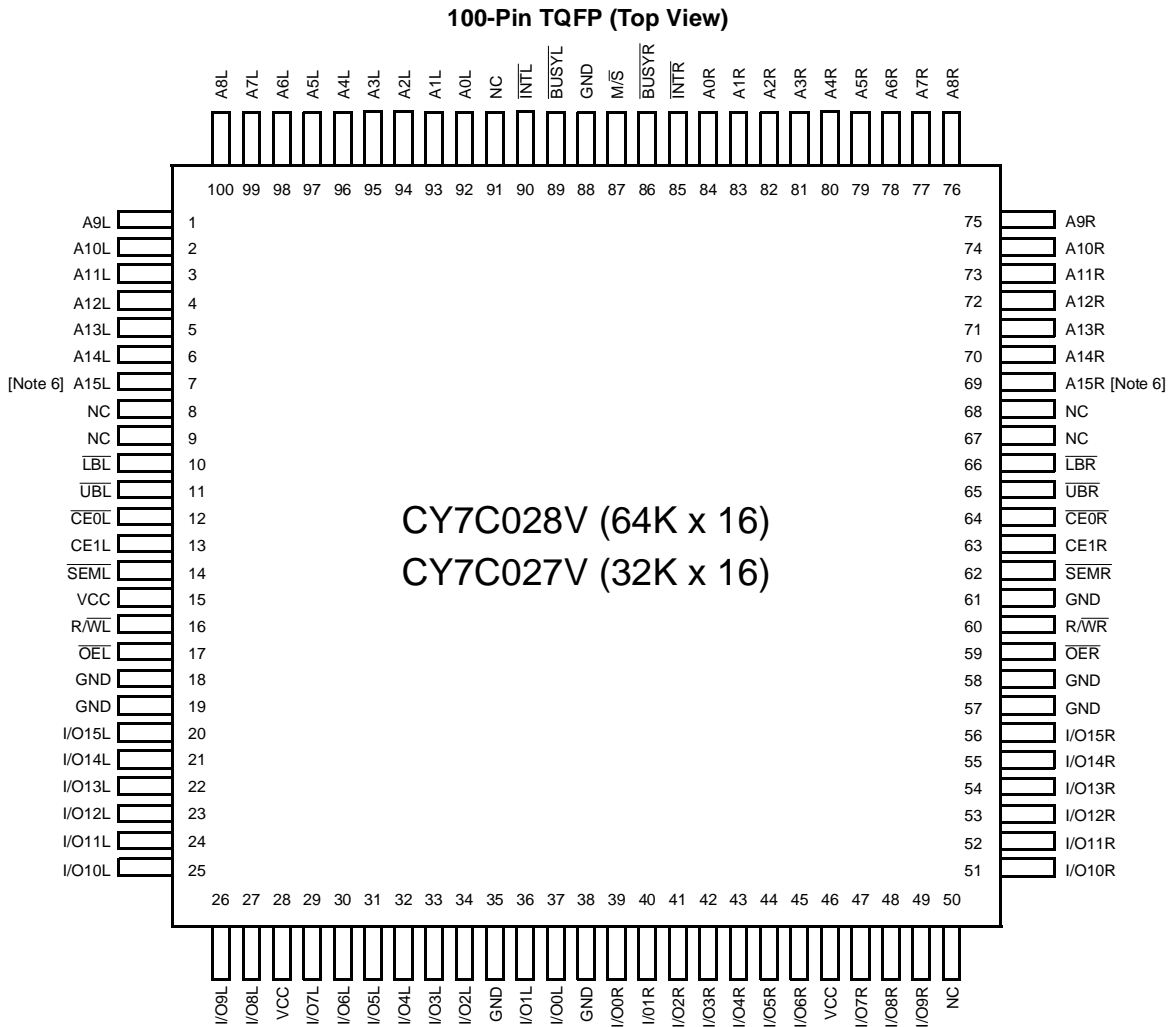 100-Pin TQFP (Top View)
A8L A7L A6L A5L A4L A3L A2L A1L A0L NC INTL BUSYL GND M/S BUSYR INTR A0R A1R A2R A3R A4R A5R A6R A7R A8R
100 99 98 97 96 95 94 93 92 91 90 89 88 87 86 85 84 83 82 81 80 79 78 77 76
A9L 1 75 A9R
A10L 2 74 A10R
A11L 3 73 A11R
A12L 4 72 A12R
A13L 5 71 A13R
A14L 6 70 A14R
[Note 6] A15L 7 69 A15R [Note 6]
NC 8 68 NC
NC 9 67 NC
LBL 10 66 LBR
UBL 11 65 UBR
CE0L 12 64 CE0R
CE1L 13 63 CE1R
SEML 14 62 SEMR
VCC 15 61 GND
R/WL 16 60 R/WR
OEL 17 59 OER
GND 18 58 GND
GND 19 57 GND
I/O15L 20 56 I/O15R
I/O14L 21 55 I/O14R
I/O13L 22 54 I/O13R
I/O12L 23 53 I/O12R
I/O11L 24 52 I/O11R
I/O10L 25 51 I/O10R
CY7C028V (64K x 16)
CY7C027V (32K x 16)
26 27 28 29 30 31 32 33 34 35 36 37 38 39 40 41 42 43 44 45 46 47 48 49 50
I/O9L I/O8L VCC I/O7L I/O6L I/O5L I/O4L I/O3L I/O2L GND I/O1L I/O0L GND I/O0R I/01R I/O2R I/O3R I/O4R I/O5R I/O6R VCC I/O7R I/O8R I/O9R NC